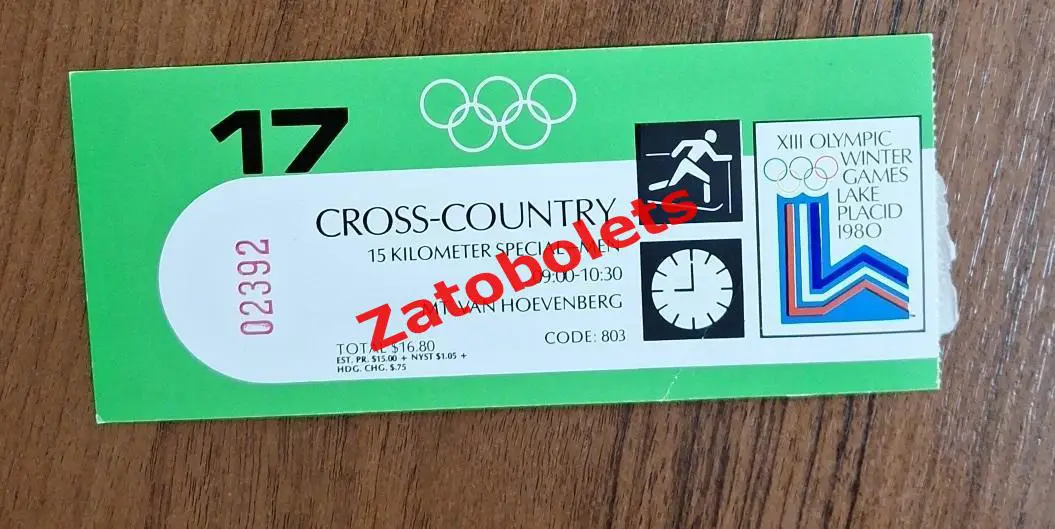 17
CROSS-COUNTRY
15 KILOMETER SPECIAL-MEN
09:00-10:30
MT. VAN HOEVENBERG
CODE: 803
TOTAL $16.80
EST. PR. $15.00 + NYST $1.05 +
HDG. CHG. $.75
02392
XIII OLYMPIC
WINTER
GAMES
LAKE
PLACID
1980
Zatobolets